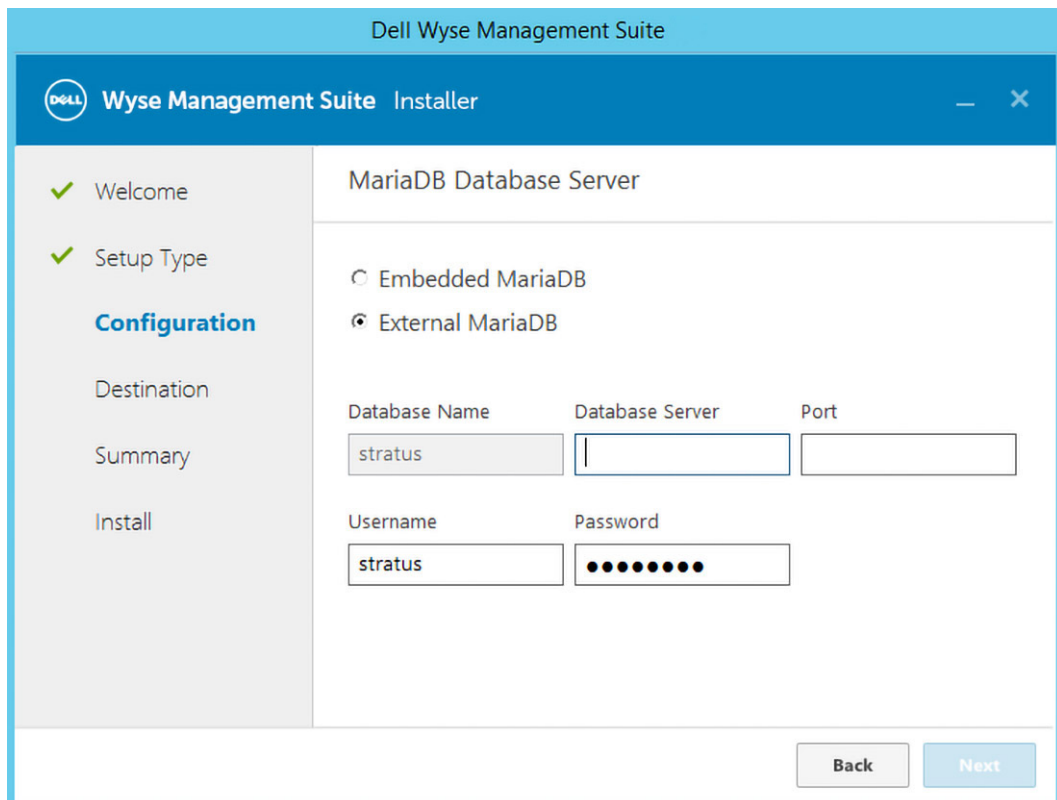 Dell Wyse Management Suite
DELL Wyse Management Suite Installer
Welcome
Setup Type
Configuration
Destination
Summary
Install
MariaDB Database Server
Embedded MariaDB
External MariaDB
Database Name Database Server Port
stratus
Username Password
stratus ●●●●●●●●
Back Next